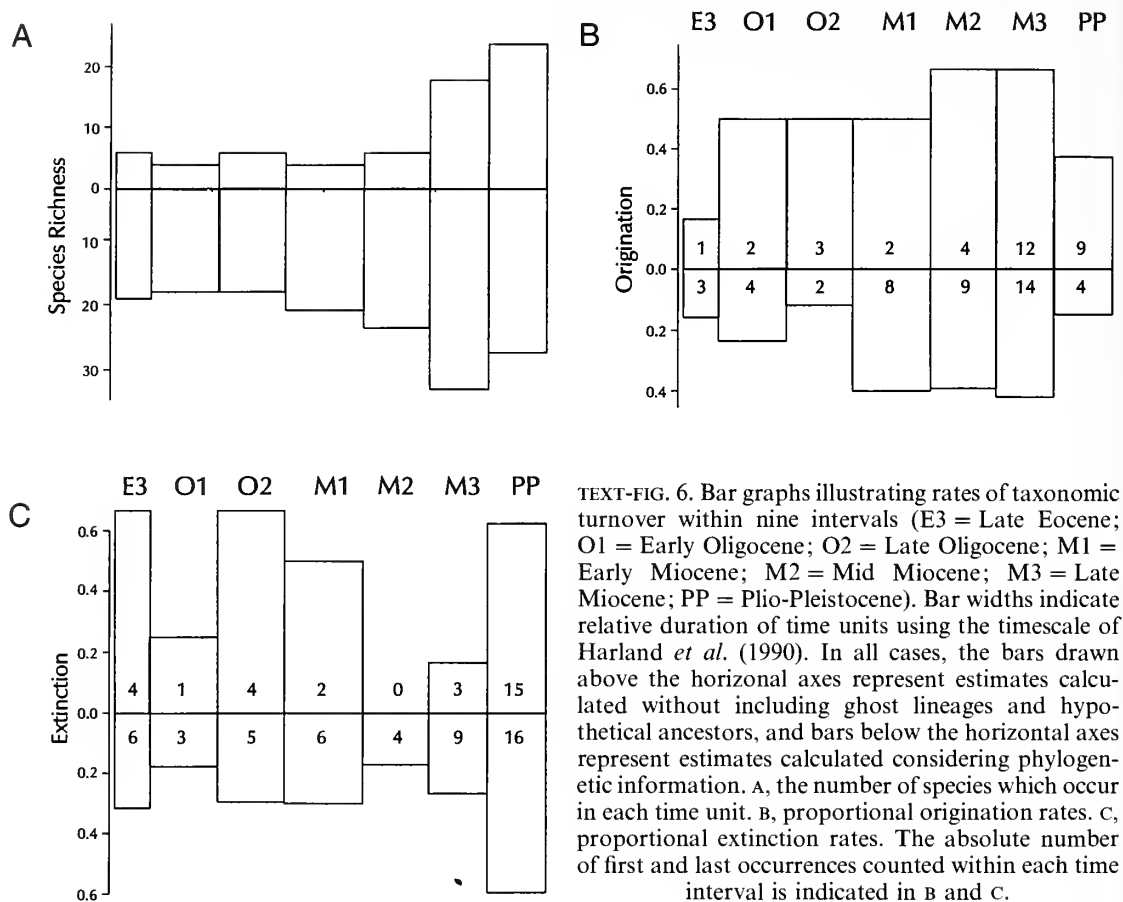 A
20
10
0
10
20
30
Species Richness
B
E3 O1 O2 M1 M2 M3 PP
0.6
0.4
0.2
0.0
0.2
0.4
Origination
1 2 3 2 4 12 9
3 4 2 8 9 14 4
C
E3 O1 O2 M1 M2 M3 PP
0.6
0.4
0.2
0.0
0.2
0.4
0.6
Extinction
4 1 4 2 0 3 15
6 3 5 6 4 9 16
TEXT-FIG. 6. Bar graphs illustrating rates of taxonomic
turnover within nine intervals (E3 = Late Eocene;
O1 = Early Oligocene; O2 = Late Oligocene; M1 =
Early Miocene; M2 = Mid Miocene; M3 = Late
Miocene; PP = Plio-Pleistocene). Bar widths indicate
relative duration of time units using the timescale of
Harland et al. (1990). In all cases, the bars drawn
above the horizonal axes represent estimates calcu-
lated without including ghost lineages and hypo-
thetical ancestors, and bars below the horizontal axes
represent estimates calculated considering phylogen-
etic information. A, the number of species which occur
in each time unit. B, proportional origination rates. C,
proportional extinction rates. The absolute number
of first and last occurrences counted within each time
interval is indicated in B and C.